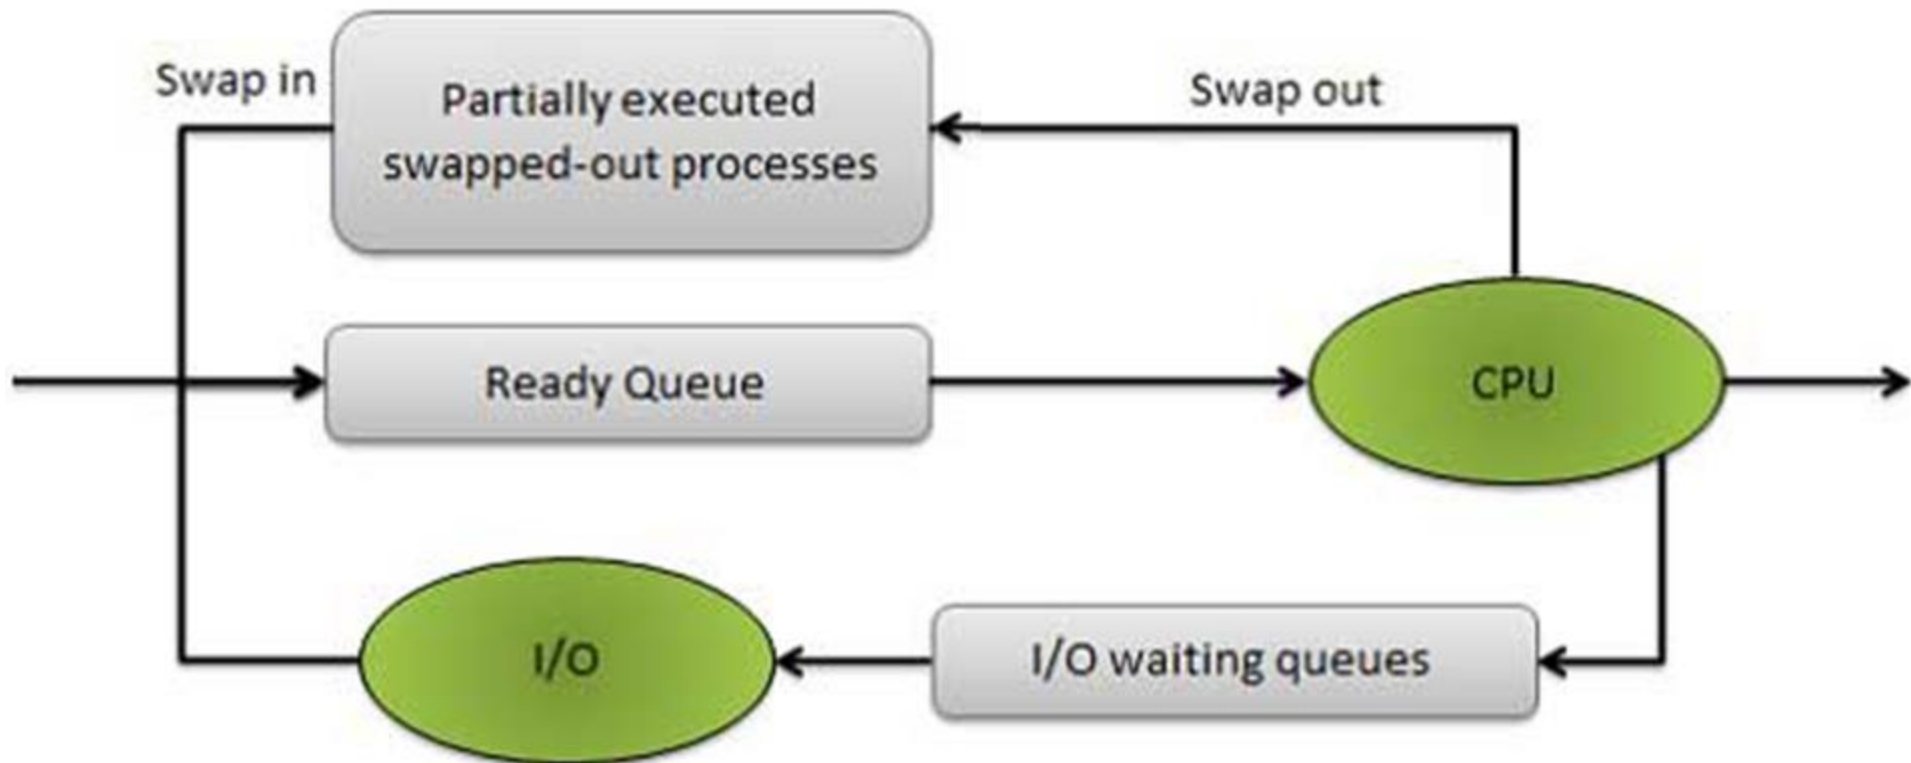 Swap in
Partially executed
swapped-out processes
Swap out
Ready Queue
CPU
I/O
I/O waiting queues